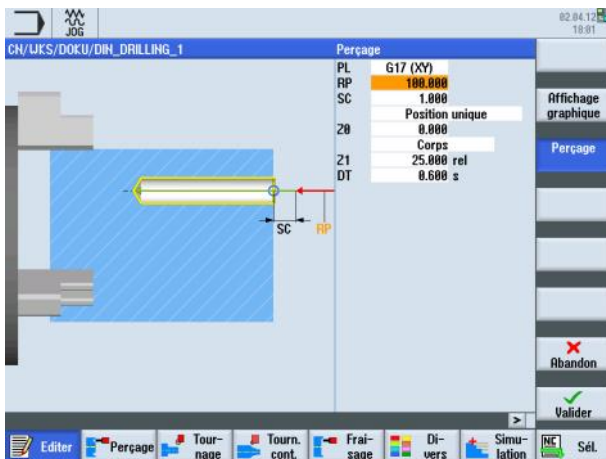 JOG
02.04.12
18:01
CN/WKS/DOKU/DIN_DRILLING_1
Perçage
PL G17 (XY)
RP 100.000
SC 1.000
Position unique
Z0 0.000
Corps
Z1 25.000 rel
DT 0.600 s
SC RP
Affichage
graphique
Perçage
Abandon
Valider
>
Editer
Perçage
Tour-
nage
Tourn.
cont.
Frai-
sage
Di-
vers
Simu-
lation
NC
Sél.